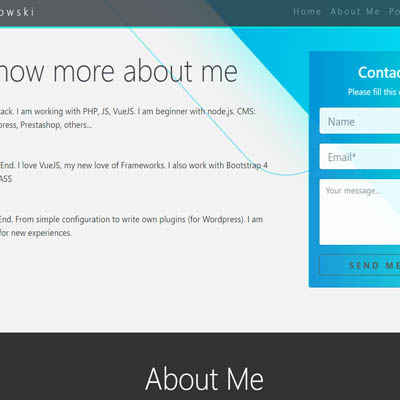 owski
Home About Me Po
now more about me
ack. I am working with PHP, JS, VueJS. I am beginner with node.js. CMS:
press, Prestashop, others...
End. I love VueJS, my new love of Frameworks. I also work with Bootstrap 4
ASS
End. From simple configuration to write own plugins (for Wordpress). I am
for new experiences.
Contac
Please fill this
Name
Email*
Your message...
SEND ME
About Me